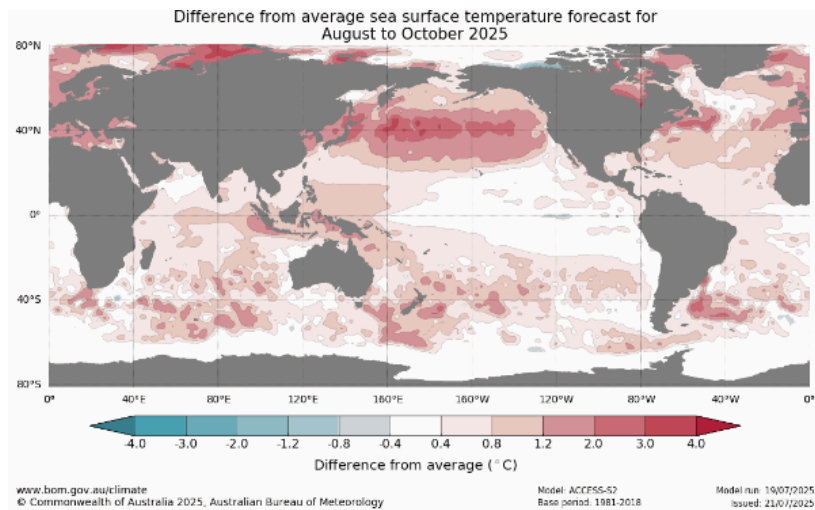 Difference from average sea surface temperature forecast for
August to October 2025
80°N
40°N
0°
40°S
80°S
0° 40°E 80°E 120°E 160°E 160°W 120°W 80°W 40°W 0°
-4.0 -3.0 -2.0 -1.2 -0.8 -0.4 0.4 0.8 1.2 2.0 3.0 4.0
Difference from average (°C)
www.bom.gov.au/climate Model: ACCESS-S2 Model run: 19/07/2025
© Commonwealth of Australia 2025, Australian Bureau of Meteorology Base period: 1981-2018 Issued: 21/07/2025